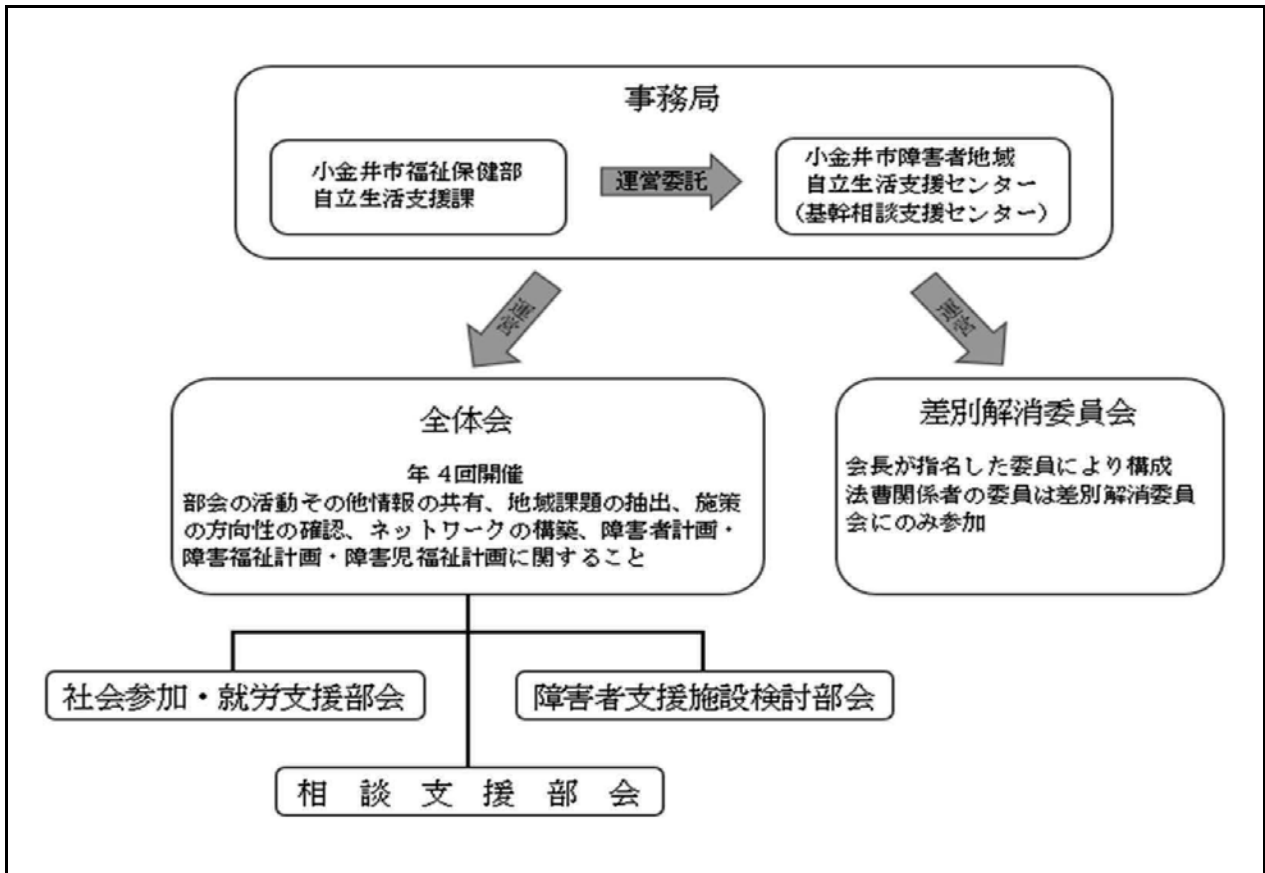 事務局
小金井市福祉保健部
自立生活支援課
運営委託
小金井市障害者地域
自立生活支援センター
(基幹相談支援センター)
運営
運営
全体会
年4回開催
部会の活動その他情報の共有、地域課題の抽出、施策
の方向性の確認、ネットワークの構築、障害者計画・
障害福祉計画・障害児福祉計画に関すること
差別解消委員会
会長が指名した委員により構成
法曹関係者の委員は差別解消委員
会にのみ参加
社会参加・就労支援部会
障害者支援施設検討部会
相談支援部会